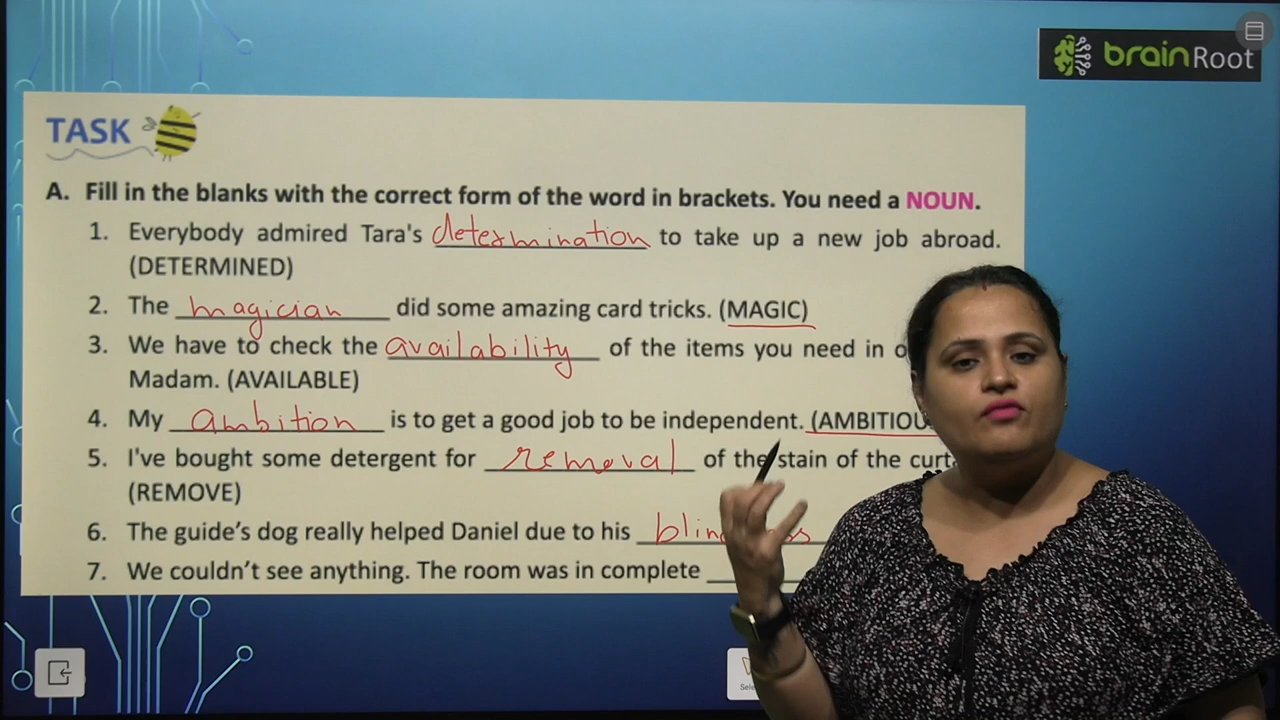 brainRoot
TASK
A. Fill in the blanks with the correct form of the word in brackets. You need a NOUN.
1. Everybody admired Tara's determination to take up a new job abroad.
(DETERMINED)
2. The magician did some amazing card tricks. (MAGIC)
3. We have to check the availability of the items you need in
Madam. (AVAILABLE)
4. My ambition is to get a good job to be independent. (AMBITIOU
5. I've bought some detergent for removal of the stain of the
(REMOVE)
6. The guide's dog really helped Daniel due to his
7. We couldn't see anything. The room was in complete